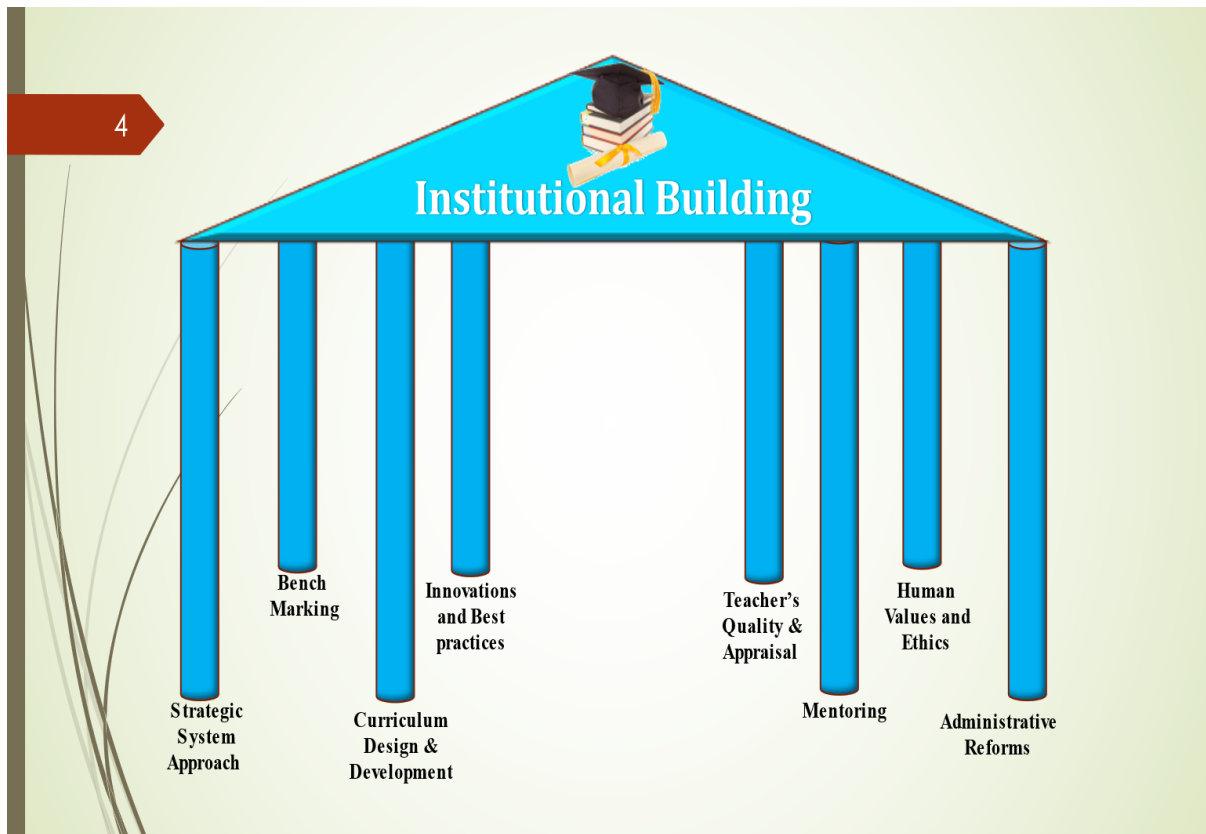 4
Institutional Building
Strategic
System
Approach
Bench
Marking
Curriculum
Design &
Development
Innovations
and Best
practices
Teacher’s
Quality &
Appraisal
Mentoring
Human
Values and
Ethics
Administrative
Reforms